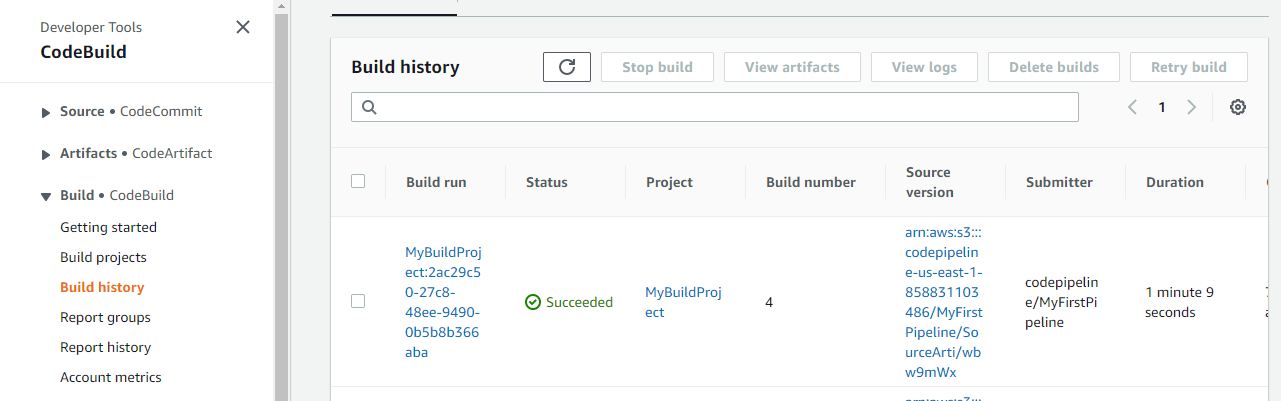 Developer Tools
CodeBuild
Source • CodeCommit
Artifacts • CodeArtifact
Build • CodeBuild
Getting started
Build projects
Build history
Report groups
Report history
Account metrics
Build history
Stop build
View artifacts
View logs
Delete builds
Retry build
1
Build run
Status
Project
Build number
Source
version
Submitter
Duration
MyBuildProj
ect:2ac29c5
0-27c8-
48ee-9490-
0b5b8b366
aba
Succeeded
MyBuildProj
ect
4
arn:aws:s3:::
codepipelin
e-us-east-1-
858831103
486/MyFirst
Pipeline/So
urceArti/wb
w9mWx
codepipelin
e/MyFirstPi
peline
1 minute 9
seconds
arn:aws:s3:::